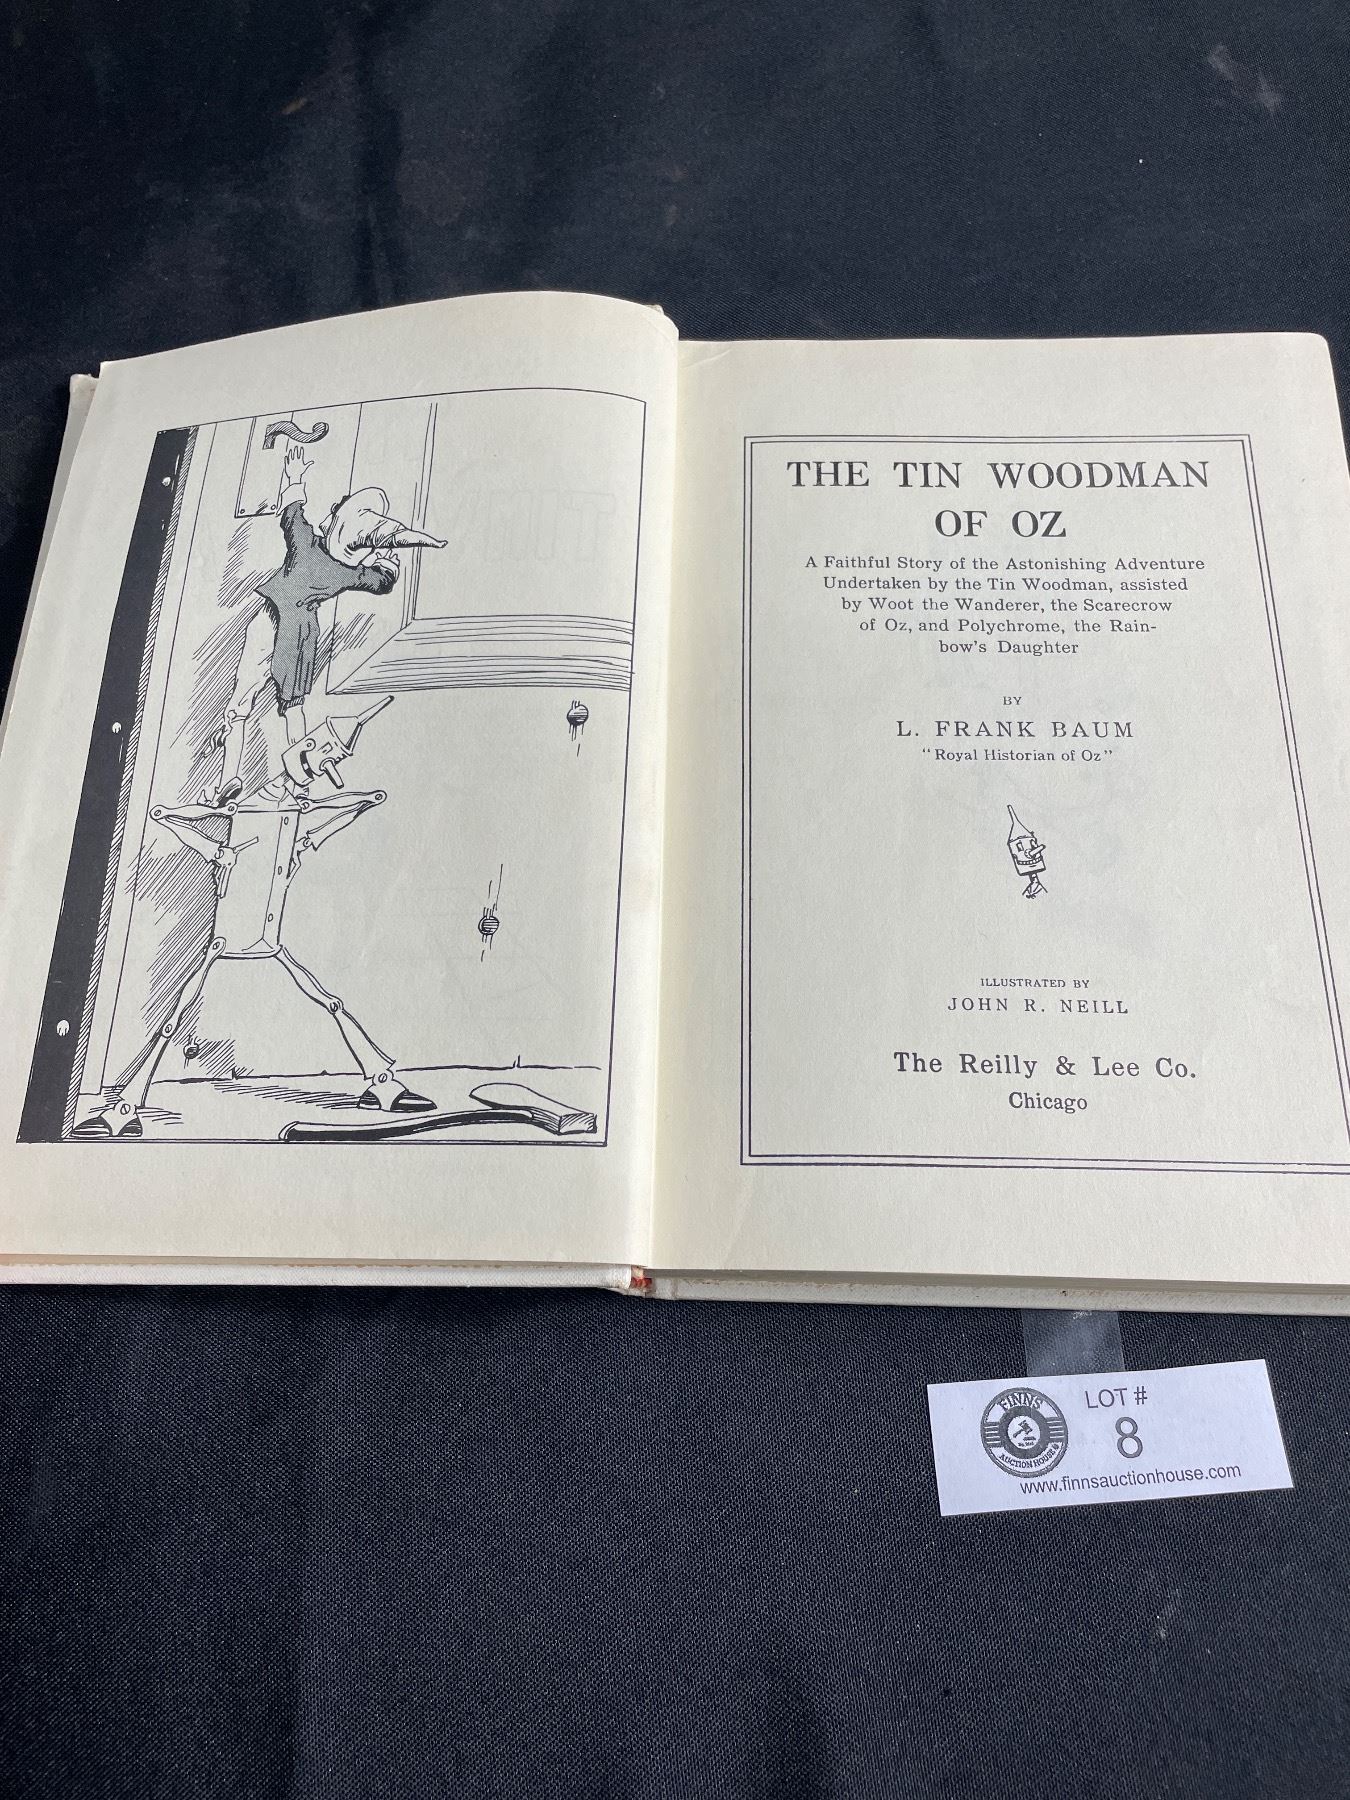 THE TIN WOODMAN
OF OZ
A Faithful Story of the Astonishing Adventure
Undertaken by the Tin Woodman, assisted
by Woot the Wanderer, the Scarecrow
of Oz, and Polychrome, the Rain-
bow's Daughter
BY
L. FRANK BAUM
"Royal Historian of Oz"
ILLUSTRATED BY
JOHN R. NEILL
The Reilly & Lee Co.
Chicago
FINNS
AUCTION HOUSE
LOT #
8
www.finnsauctionhouse.com